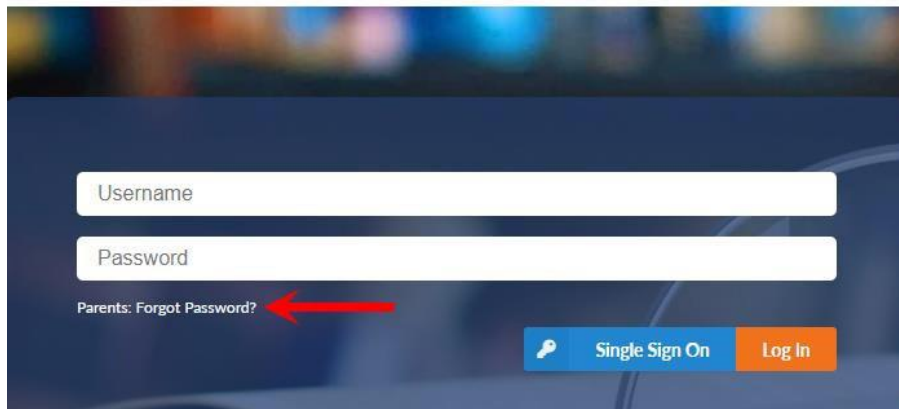 Username
Password
Parents: Forgot Password?
Single Sign On
Log In